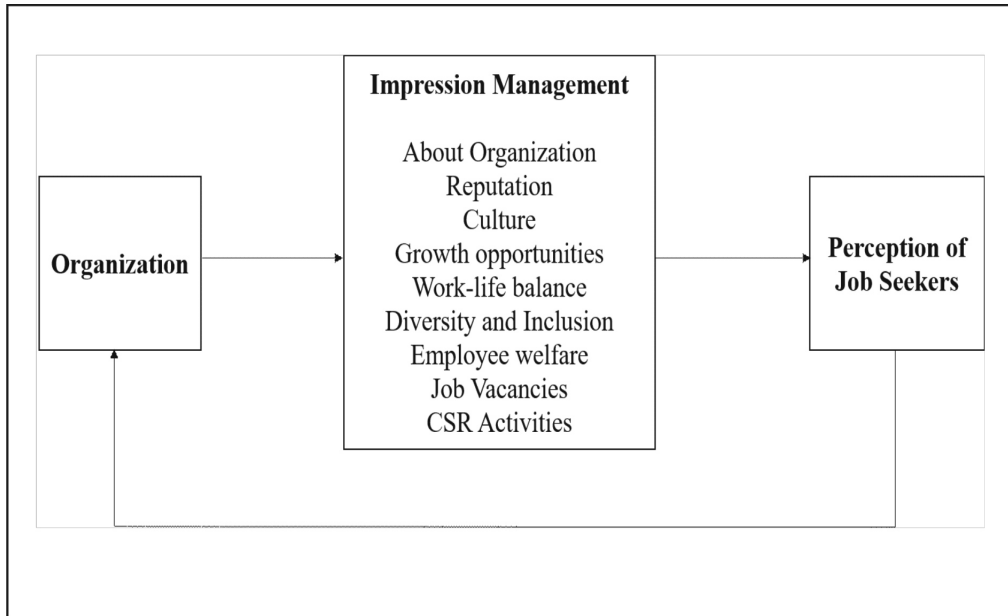 Impression Management
About Organization
Reputation
Culture
Growth opportunities
Work-life balance
Diversity and Inclusion
Employee welfare
Job Vacancies
CSR Activities
Organization
Perception of
Job Seekers